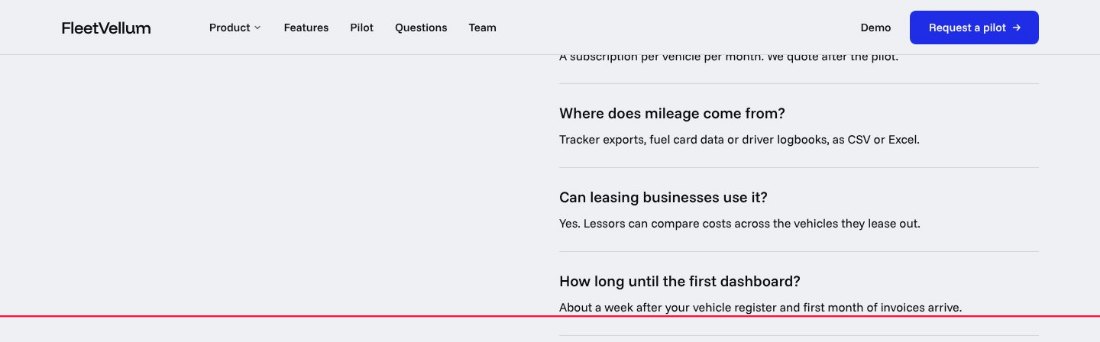 FleetVellum
Product
Features
Pilot
Questions
Team
Demo
Request a pilot →
A subscription per vehicle per month. We quote after the pilot.
Where does mileage come from?
Tracker exports, fuel card data or driver logbooks, as CSV or Excel.
Can leasing businesses use it?
Yes. Lessors can compare costs across the vehicles they lease out.
How long until the first dashboard?
About a week after your vehicle register and first month of invoices arrive.